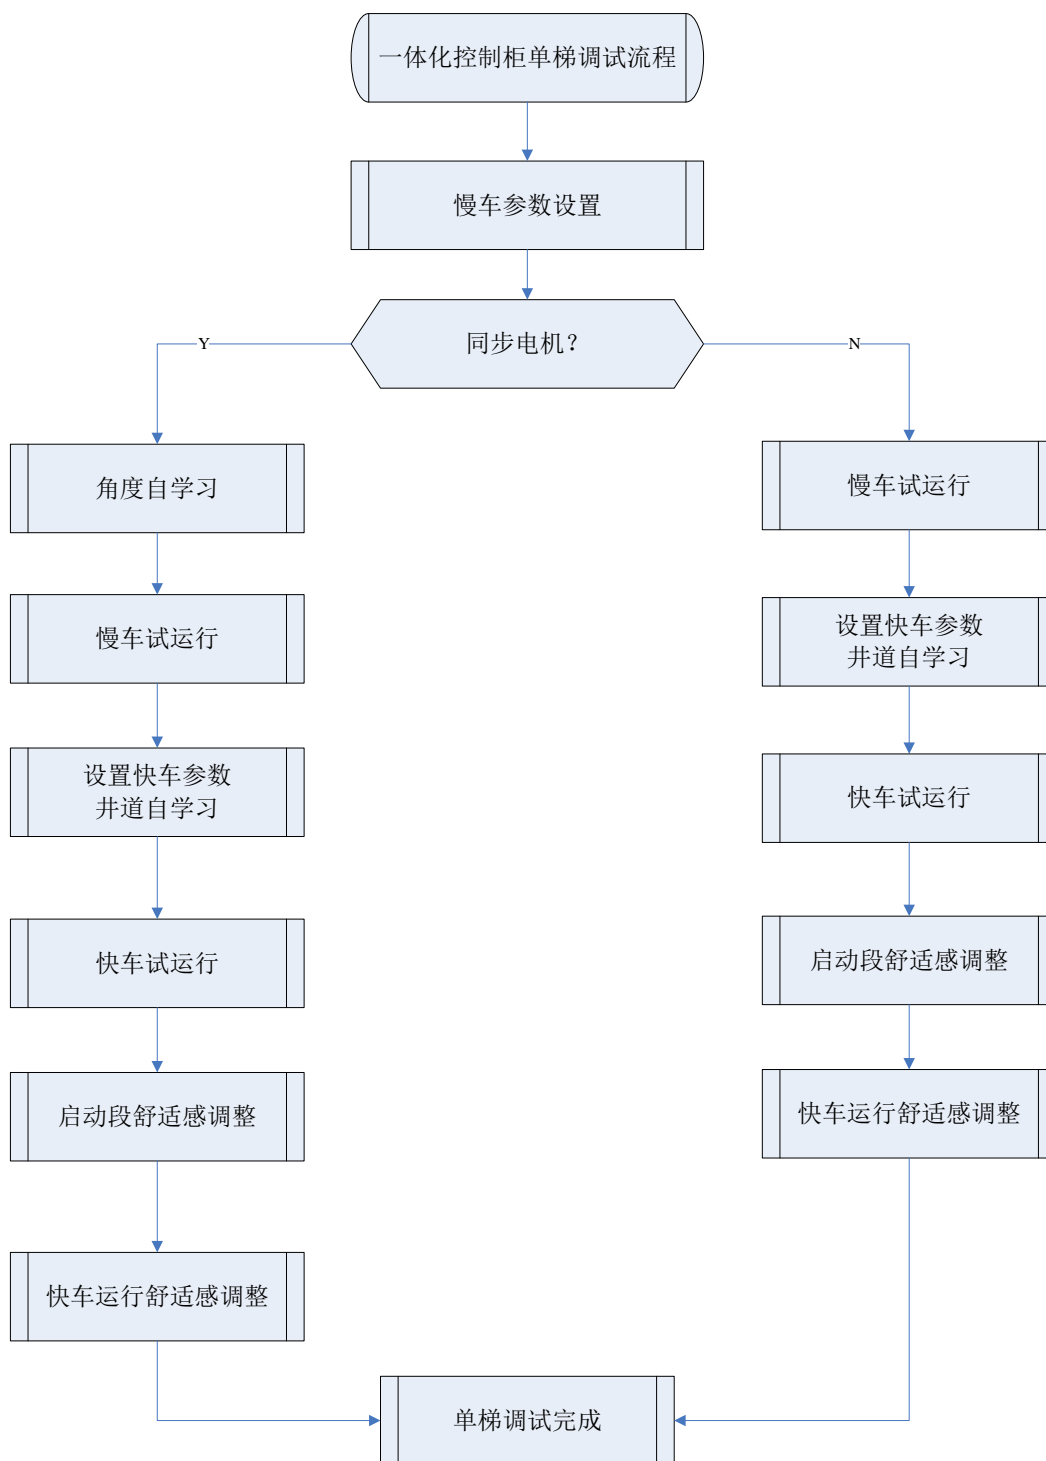 一体化控制柜单梯调试流程
慢车参数设置
同步电机？
Y
N
角度自学习
慢车试运行
设置快车参数
井道自学习
快车试运行
启动段舒适感调整
快车运行舒适感调整
慢车试运行
设置快车参数
井道自学习
快车试运行
启动段舒适感调整
快车运行舒适感调整
单梯调试完成